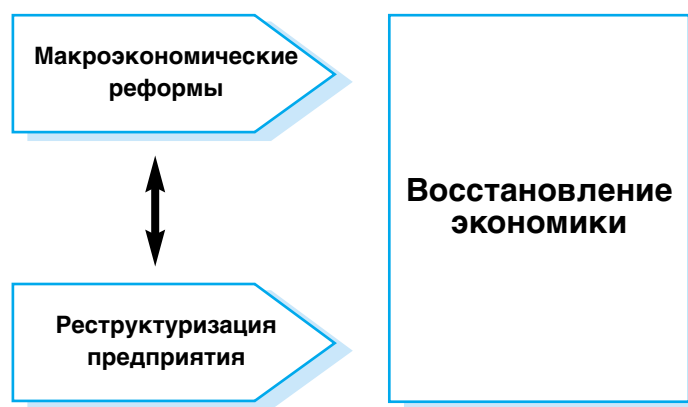 Макроэкономические
реформы
Восстановление
экономики
Реструктуризация
предприятия